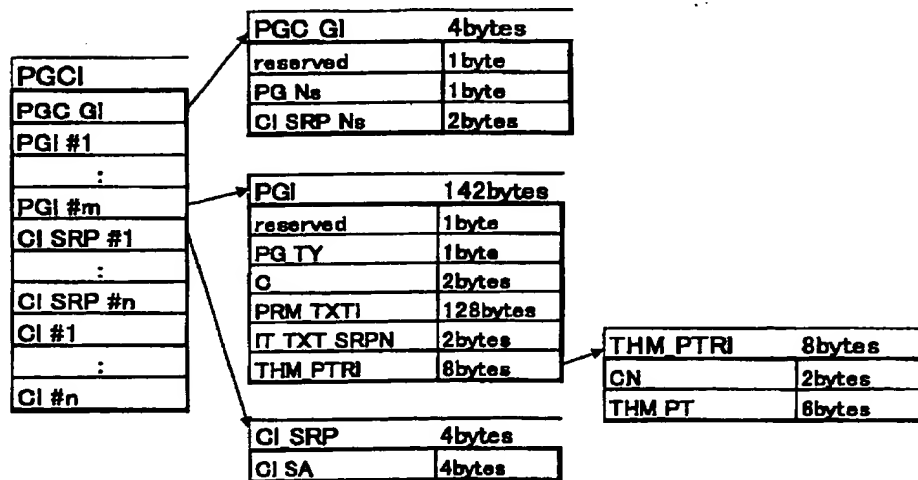 PGCI
PGC GI
PGI #1
:
PGI #m
CI SRP #1
:
CI SRP #n
CI #1
:
CI #n
PGC GI 4bytes
reserved 1byte
PG Ns 1byte
CI SRP Ns 2bytes
PGI 142bytes
reserved 1byte
PG TY 1byte
C 2bytes
PRM TXTI 128bytes
IT TXT SRPN 2bytes
THM PTRI 8bytes
CI SRP 4bytes
CI SA 4bytes
THM PTRI 8bytes
CN 2bytes
THM PT 6bytes